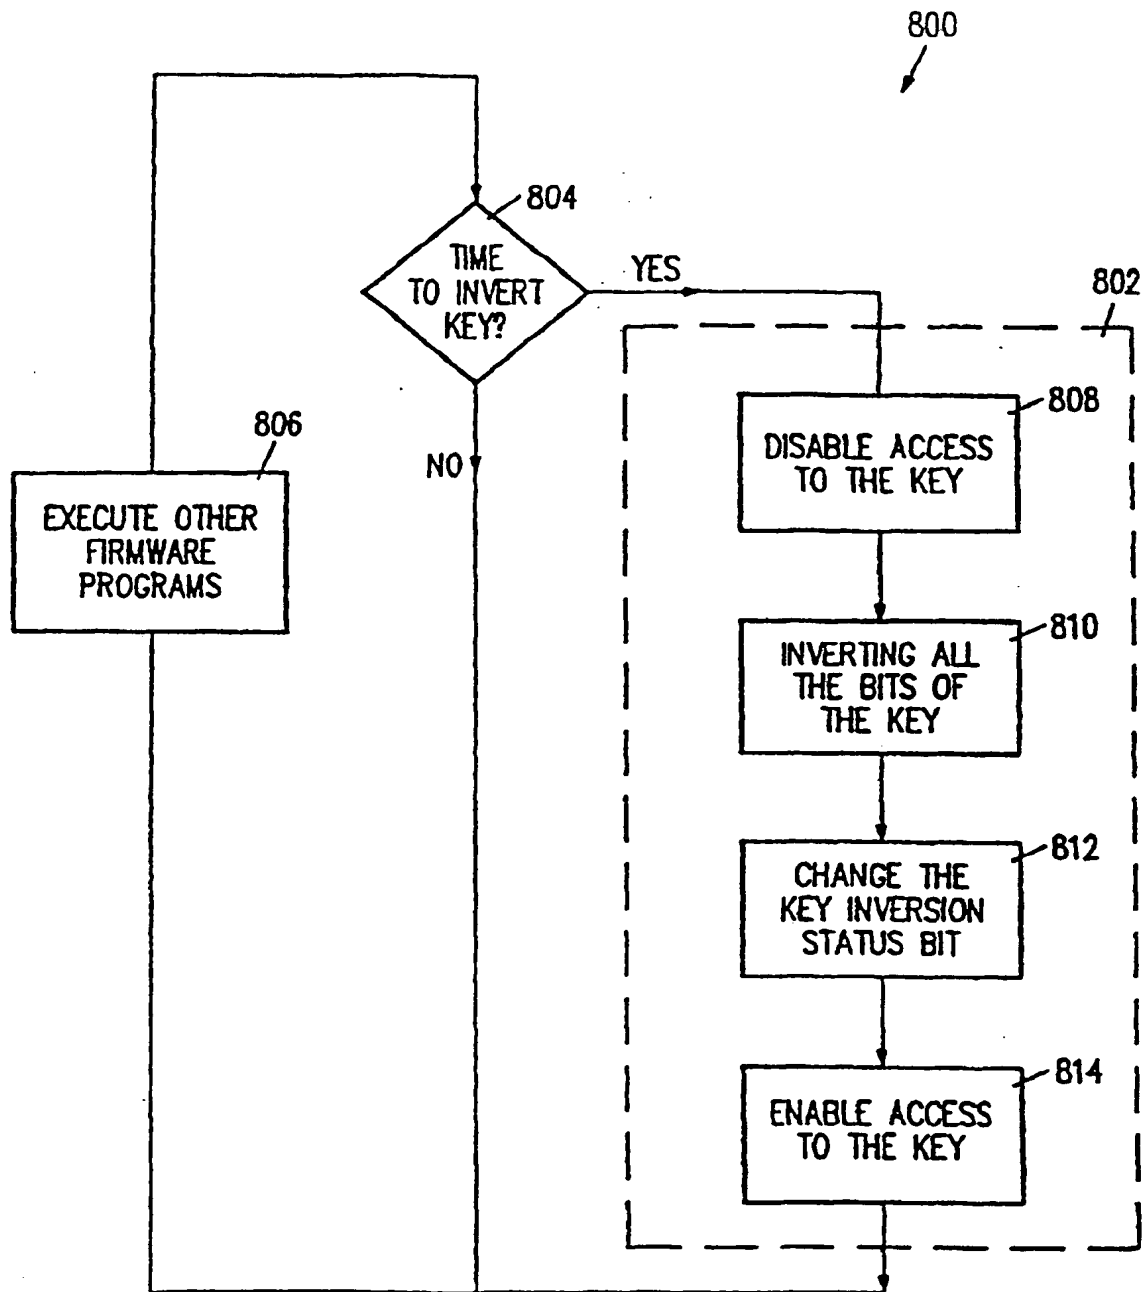 800
804
TIME
TO INVERT
KEY?
YES
802
808
DISABLE ACCESS
TO THE KEY
NO
806
EXECUTE OTHER
FIRMWARE
PROGRAMS
810
INVERTING ALL
THE BITS OF
THE KEY
812
CHANGE THE
KEY INVERSION
STATUS BIT
814
ENABLE ACCESS
TO THE KEY